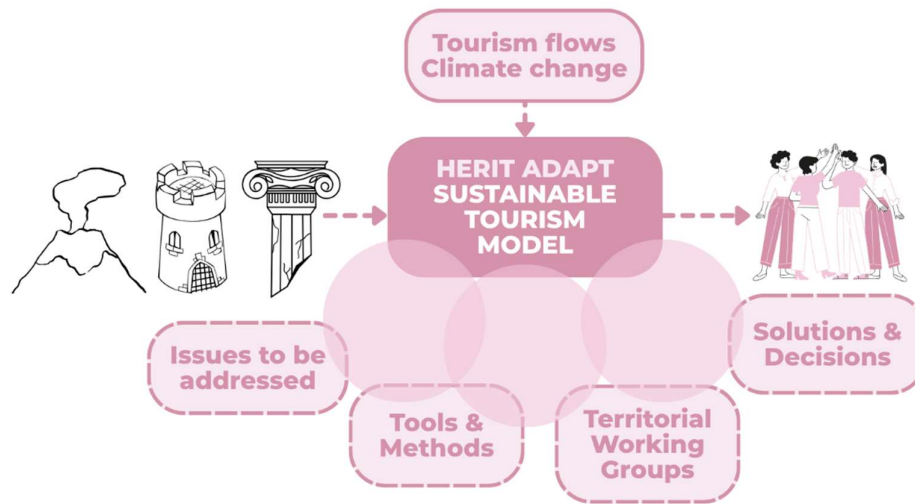 Tourism flows
Climate change
HERIT ADAPT
SUSTAINABLE
TOURISM
MODEL
Issues to be
addressed
Tools &
Methods
Territorial
Working
Groups
Solutions &
Decisions